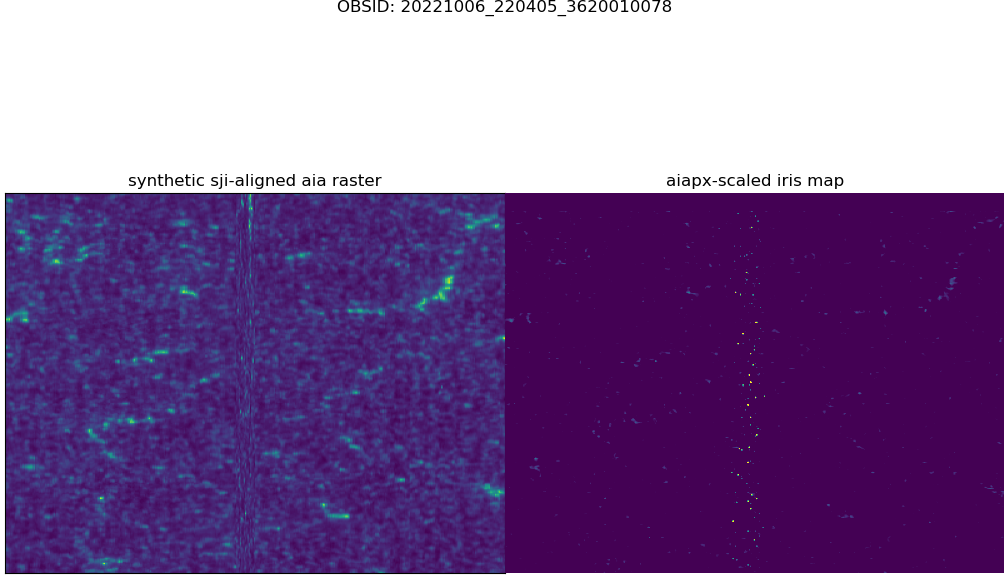 OBSID: 20221006_220405_3620010078
synthetic sji-aligned aia raster
aiapx-scaled iris map